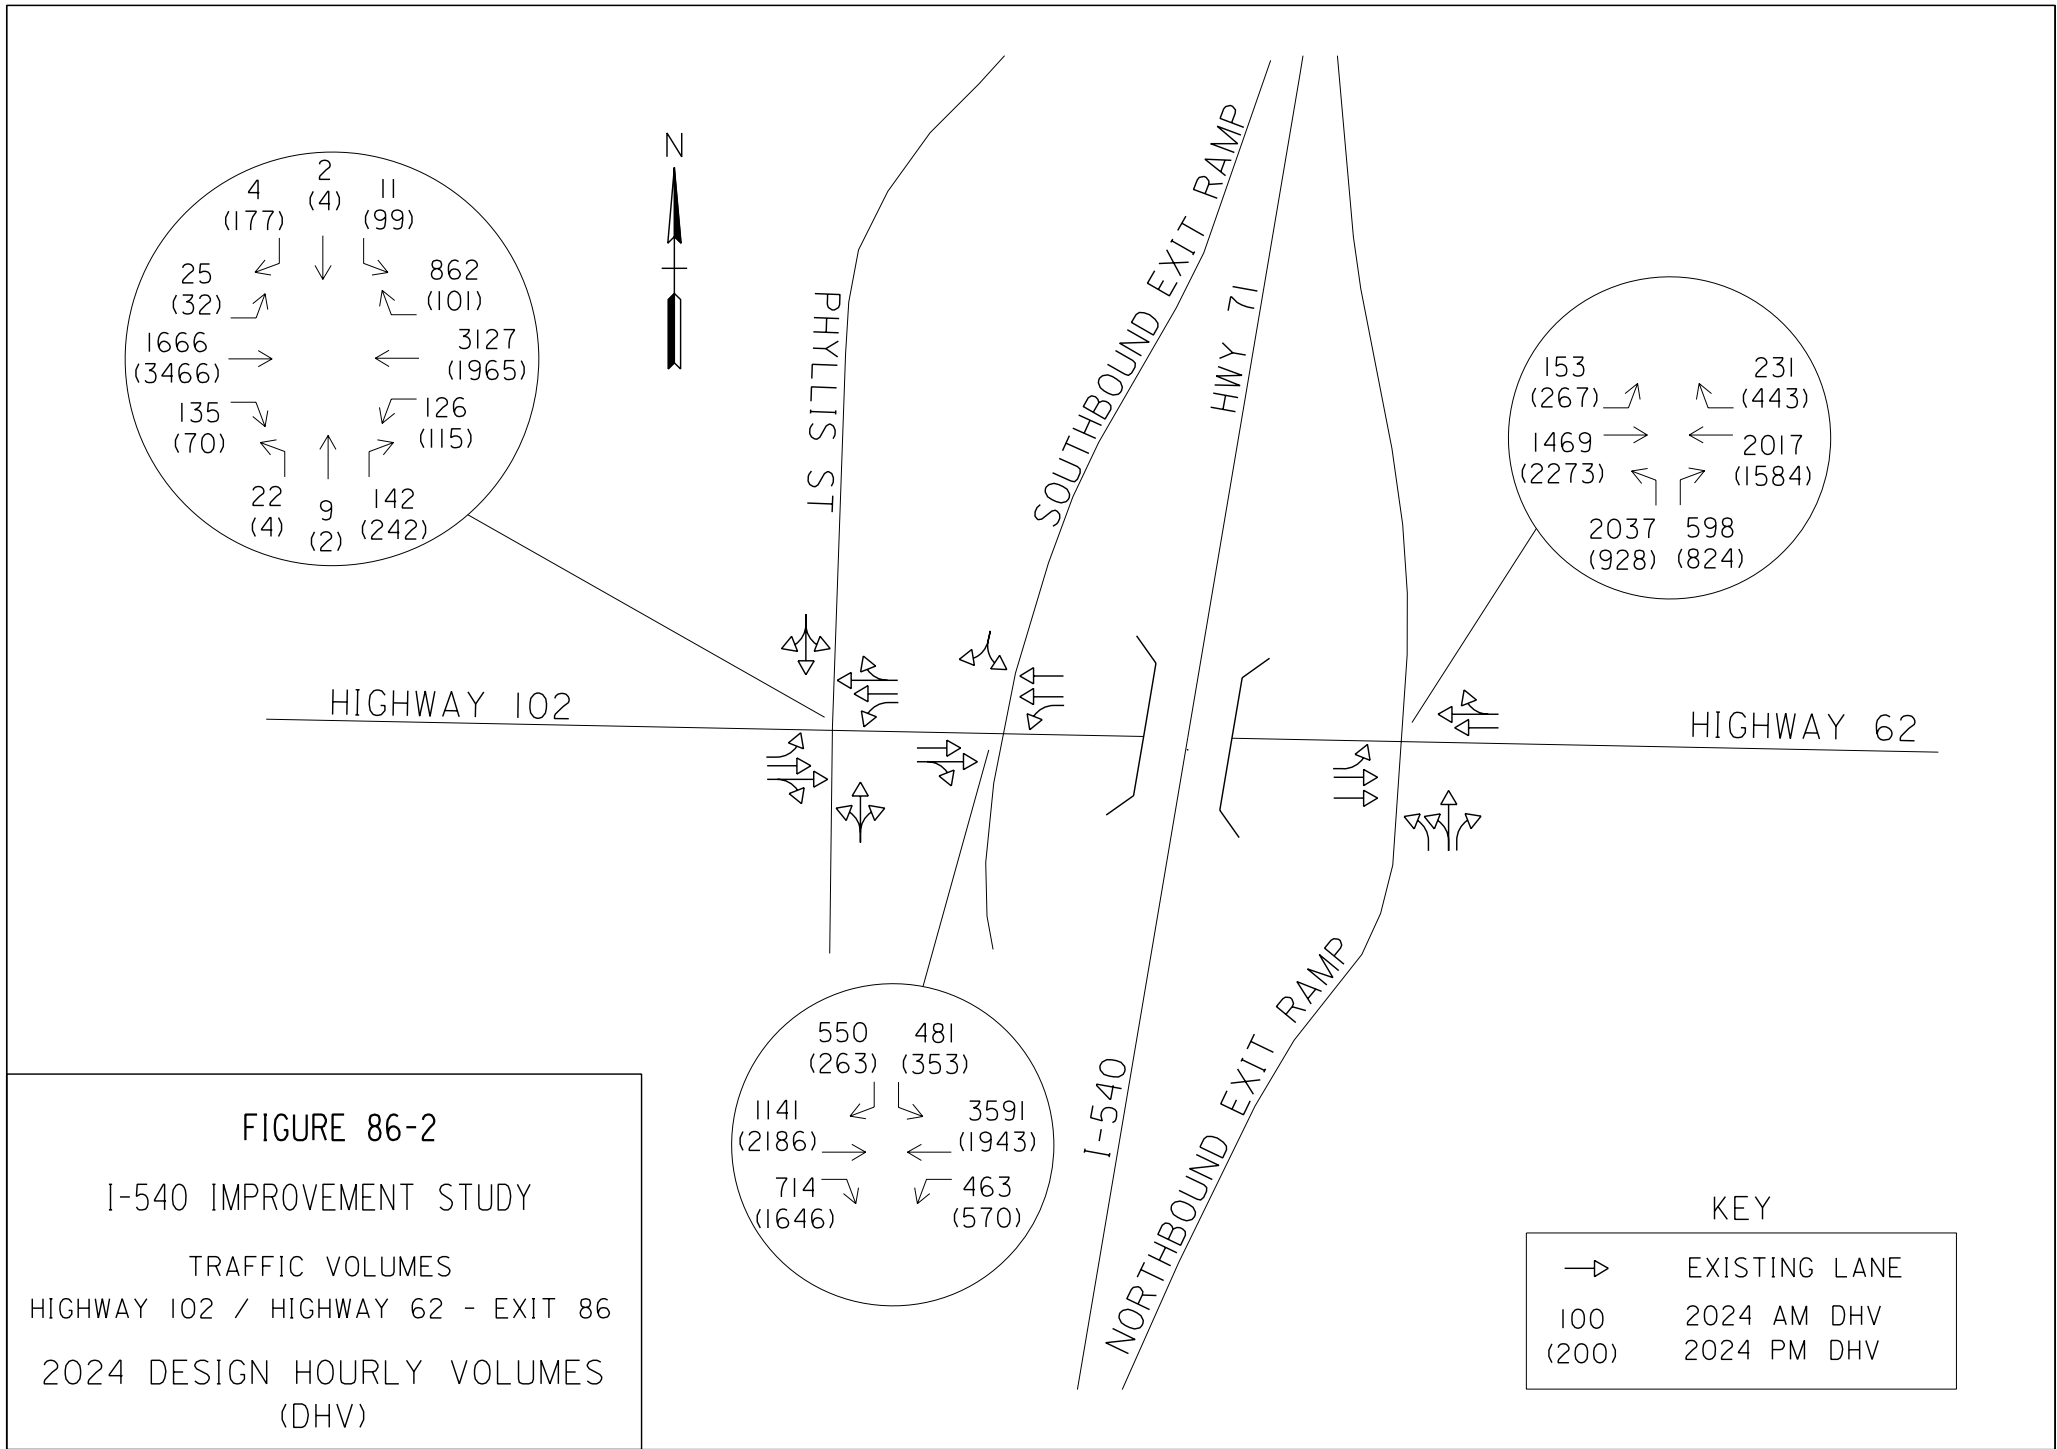 N
2
(4)
4
(177)
11
(99)
25
(32)
862
(101)
1666
(3466)
3127
(1965)
135
(70)
126
(115)
22
(4)
9
(2)
142
(242)
PHYLLIS ST
SOUTHBOUND EXIT RAMP
HWY 71
153
(267)
231
(443)
1469
(2273)
2017
(1584)
2037
(928)
598
(824)
HIGHWAY 102
HIGHWAY 62
550
(263)
481
(353)
1141
(2186)
3591
(1943)
714
(1646)
463
(570)
I-540
NORTHBOUND EXIT RAMP
FIGURE 86-2
I-540 IMPROVEMENT STUDY
TRAFFIC VOLUMES
HIGHWAY 102 / HIGHWAY 62 - EXIT 86
2024 DESIGN HOURLY VOLUMES
(DHV)
KEY
EXISTING LANE
100 2024 AM DHV
(200) 2024 PM DHV